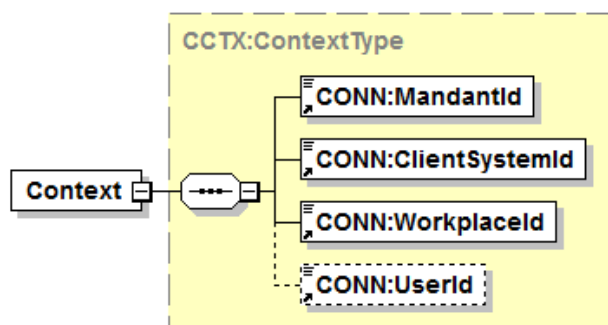 CCTX:ContextType
CONN:MandantId
CONN:ClientSystemId
Context
CONN:WorkplaceId
CONN:UserId